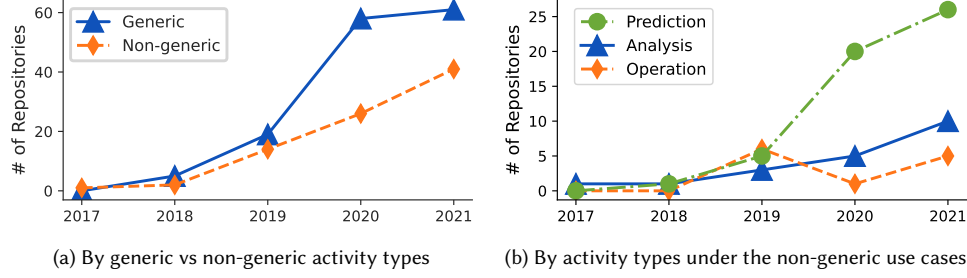 # of Repositories
60
40
20
0
Generic
Non-generic
2017 2018 2019 2020 2021
(a) By generic vs non-generic activity types
# of Repositories
25
20
15
10
5
0
Prediction
Analysis
Operation
2017 2018 2019 2020 2021
(b) By activity types under the non-generic use cases